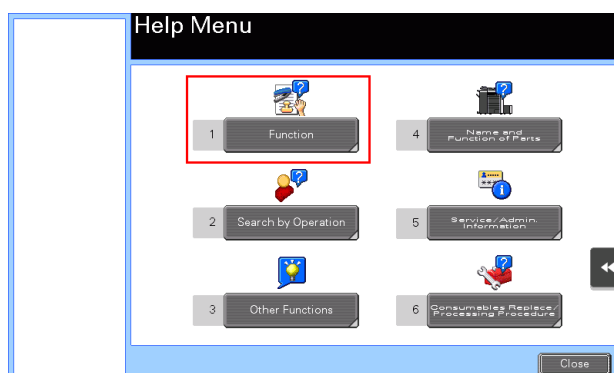 Help Menu
1 Function
4 Name and
Function of Parts
2 Search by Operation
5 Service/Admin.
Information
3 Other Functions
6 Consumables Replace/
Processing Procedure
Close